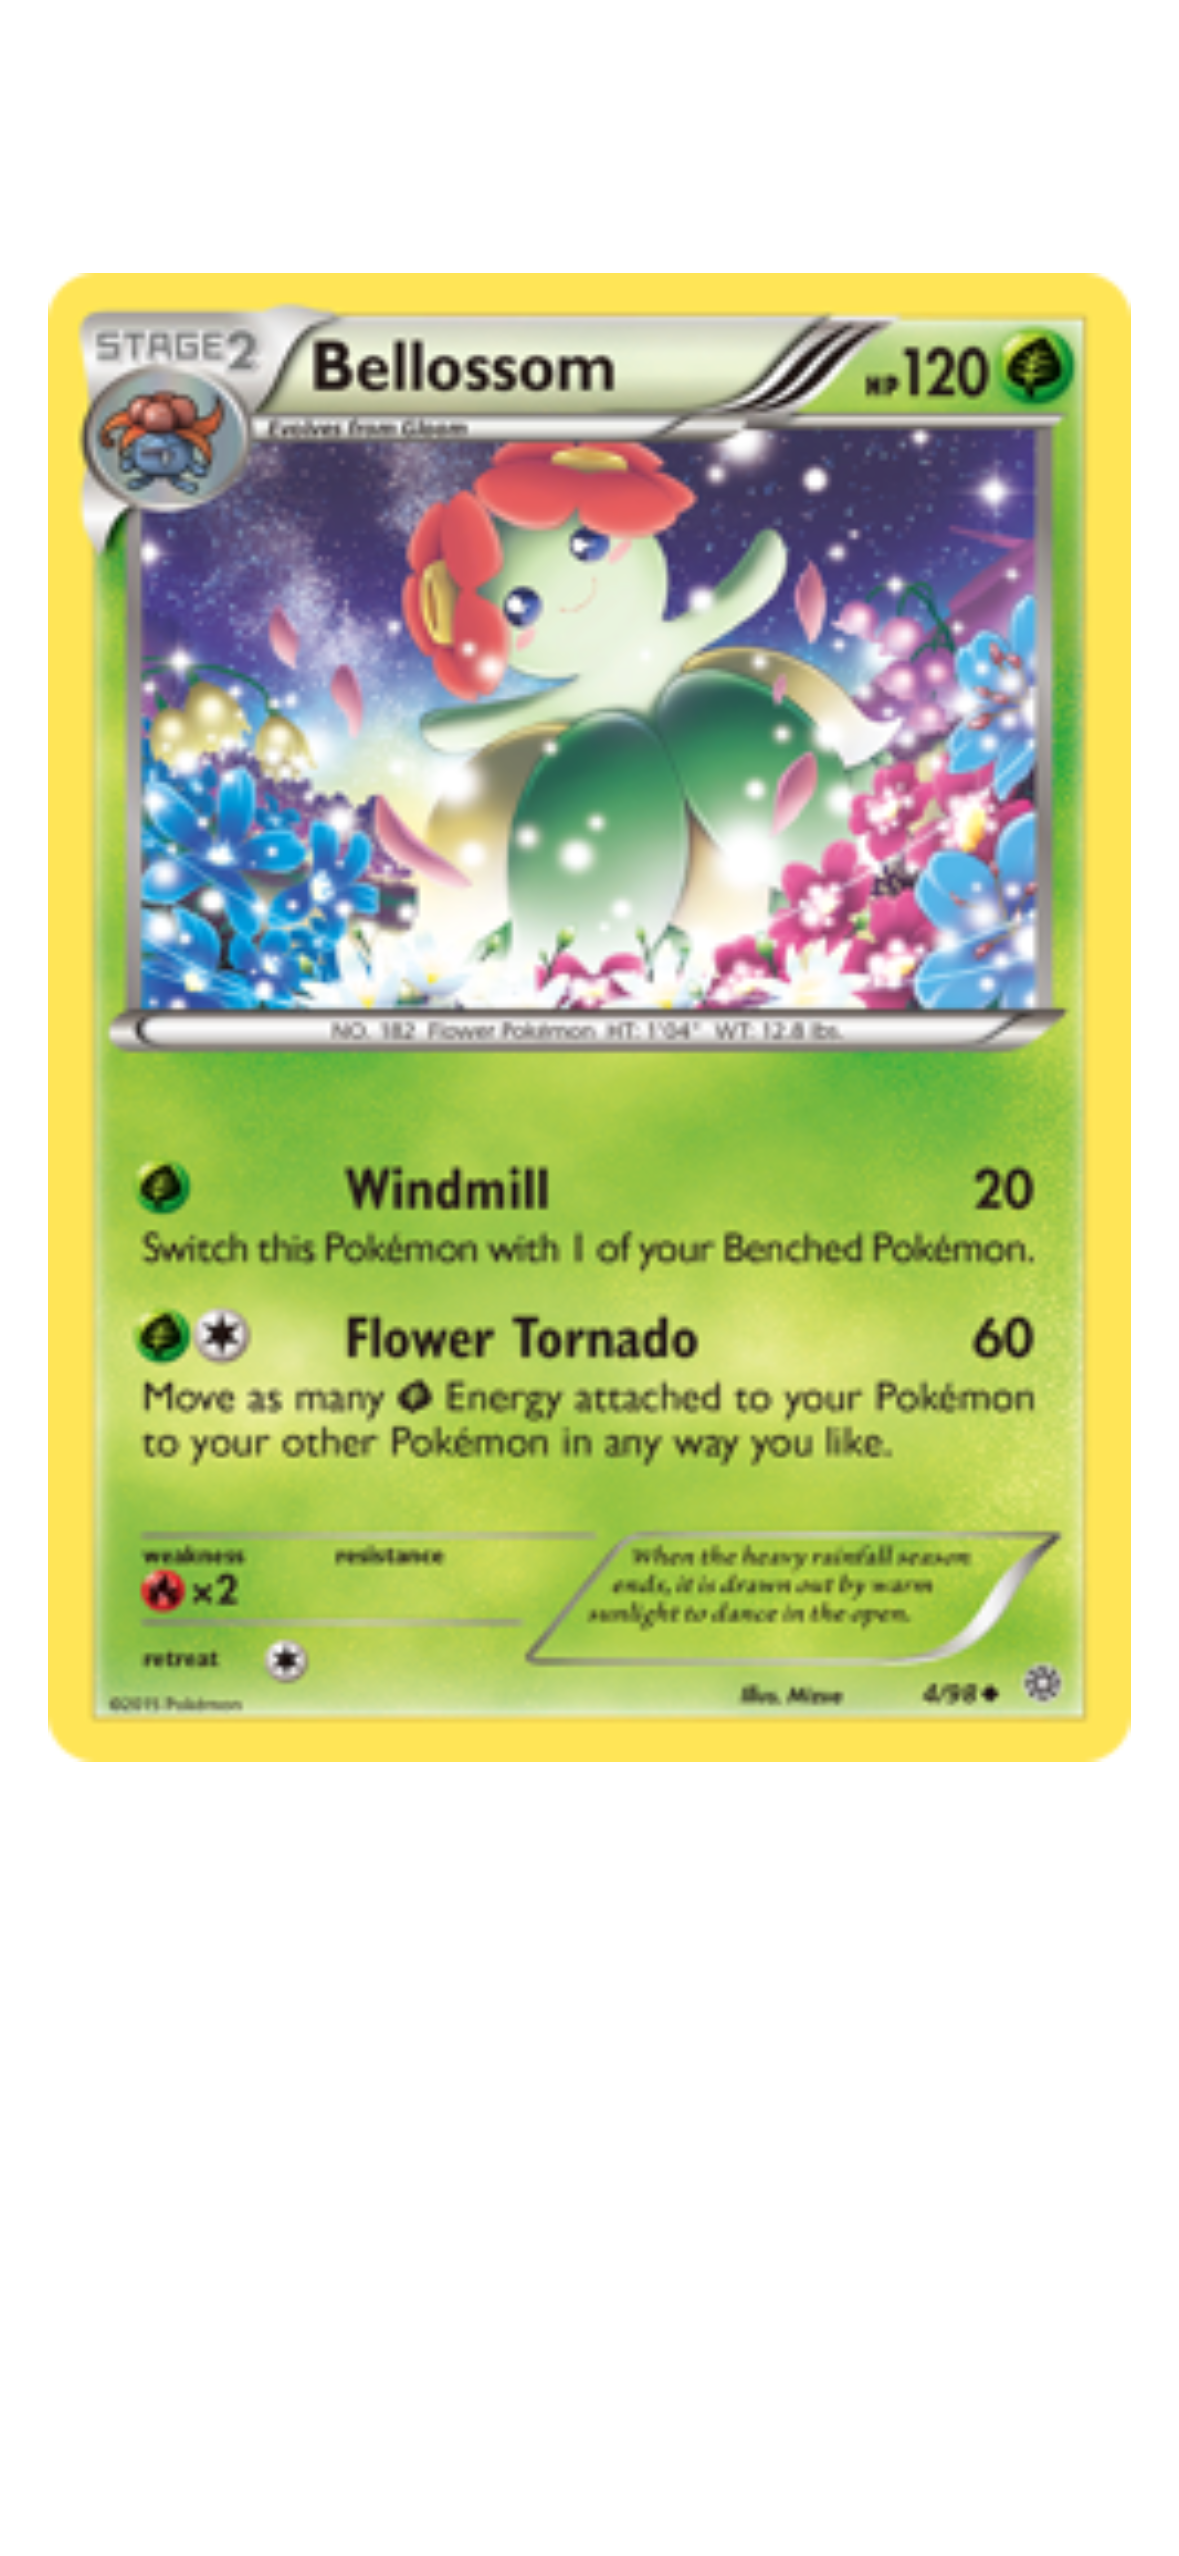 STAGE2
Bellossom
HP120
Evolves from Gloom
NO. 182 Flower Pokémon HT: 1'04" WT: 12.8 lbs.
Windmill 20
Switch this Pokémon with 1 of your Benched Pokémon.
Flower Tornado 60
Move as many Energy attached to your Pokémon
to your other Pokémon in any way you like.
weakness resistance
×2
When the heavy rainfall season
ends, it is drawn out by warm
sunlight to dance in the open.
retreat
©2015 Pokémon
Illus. Mizue
4/98